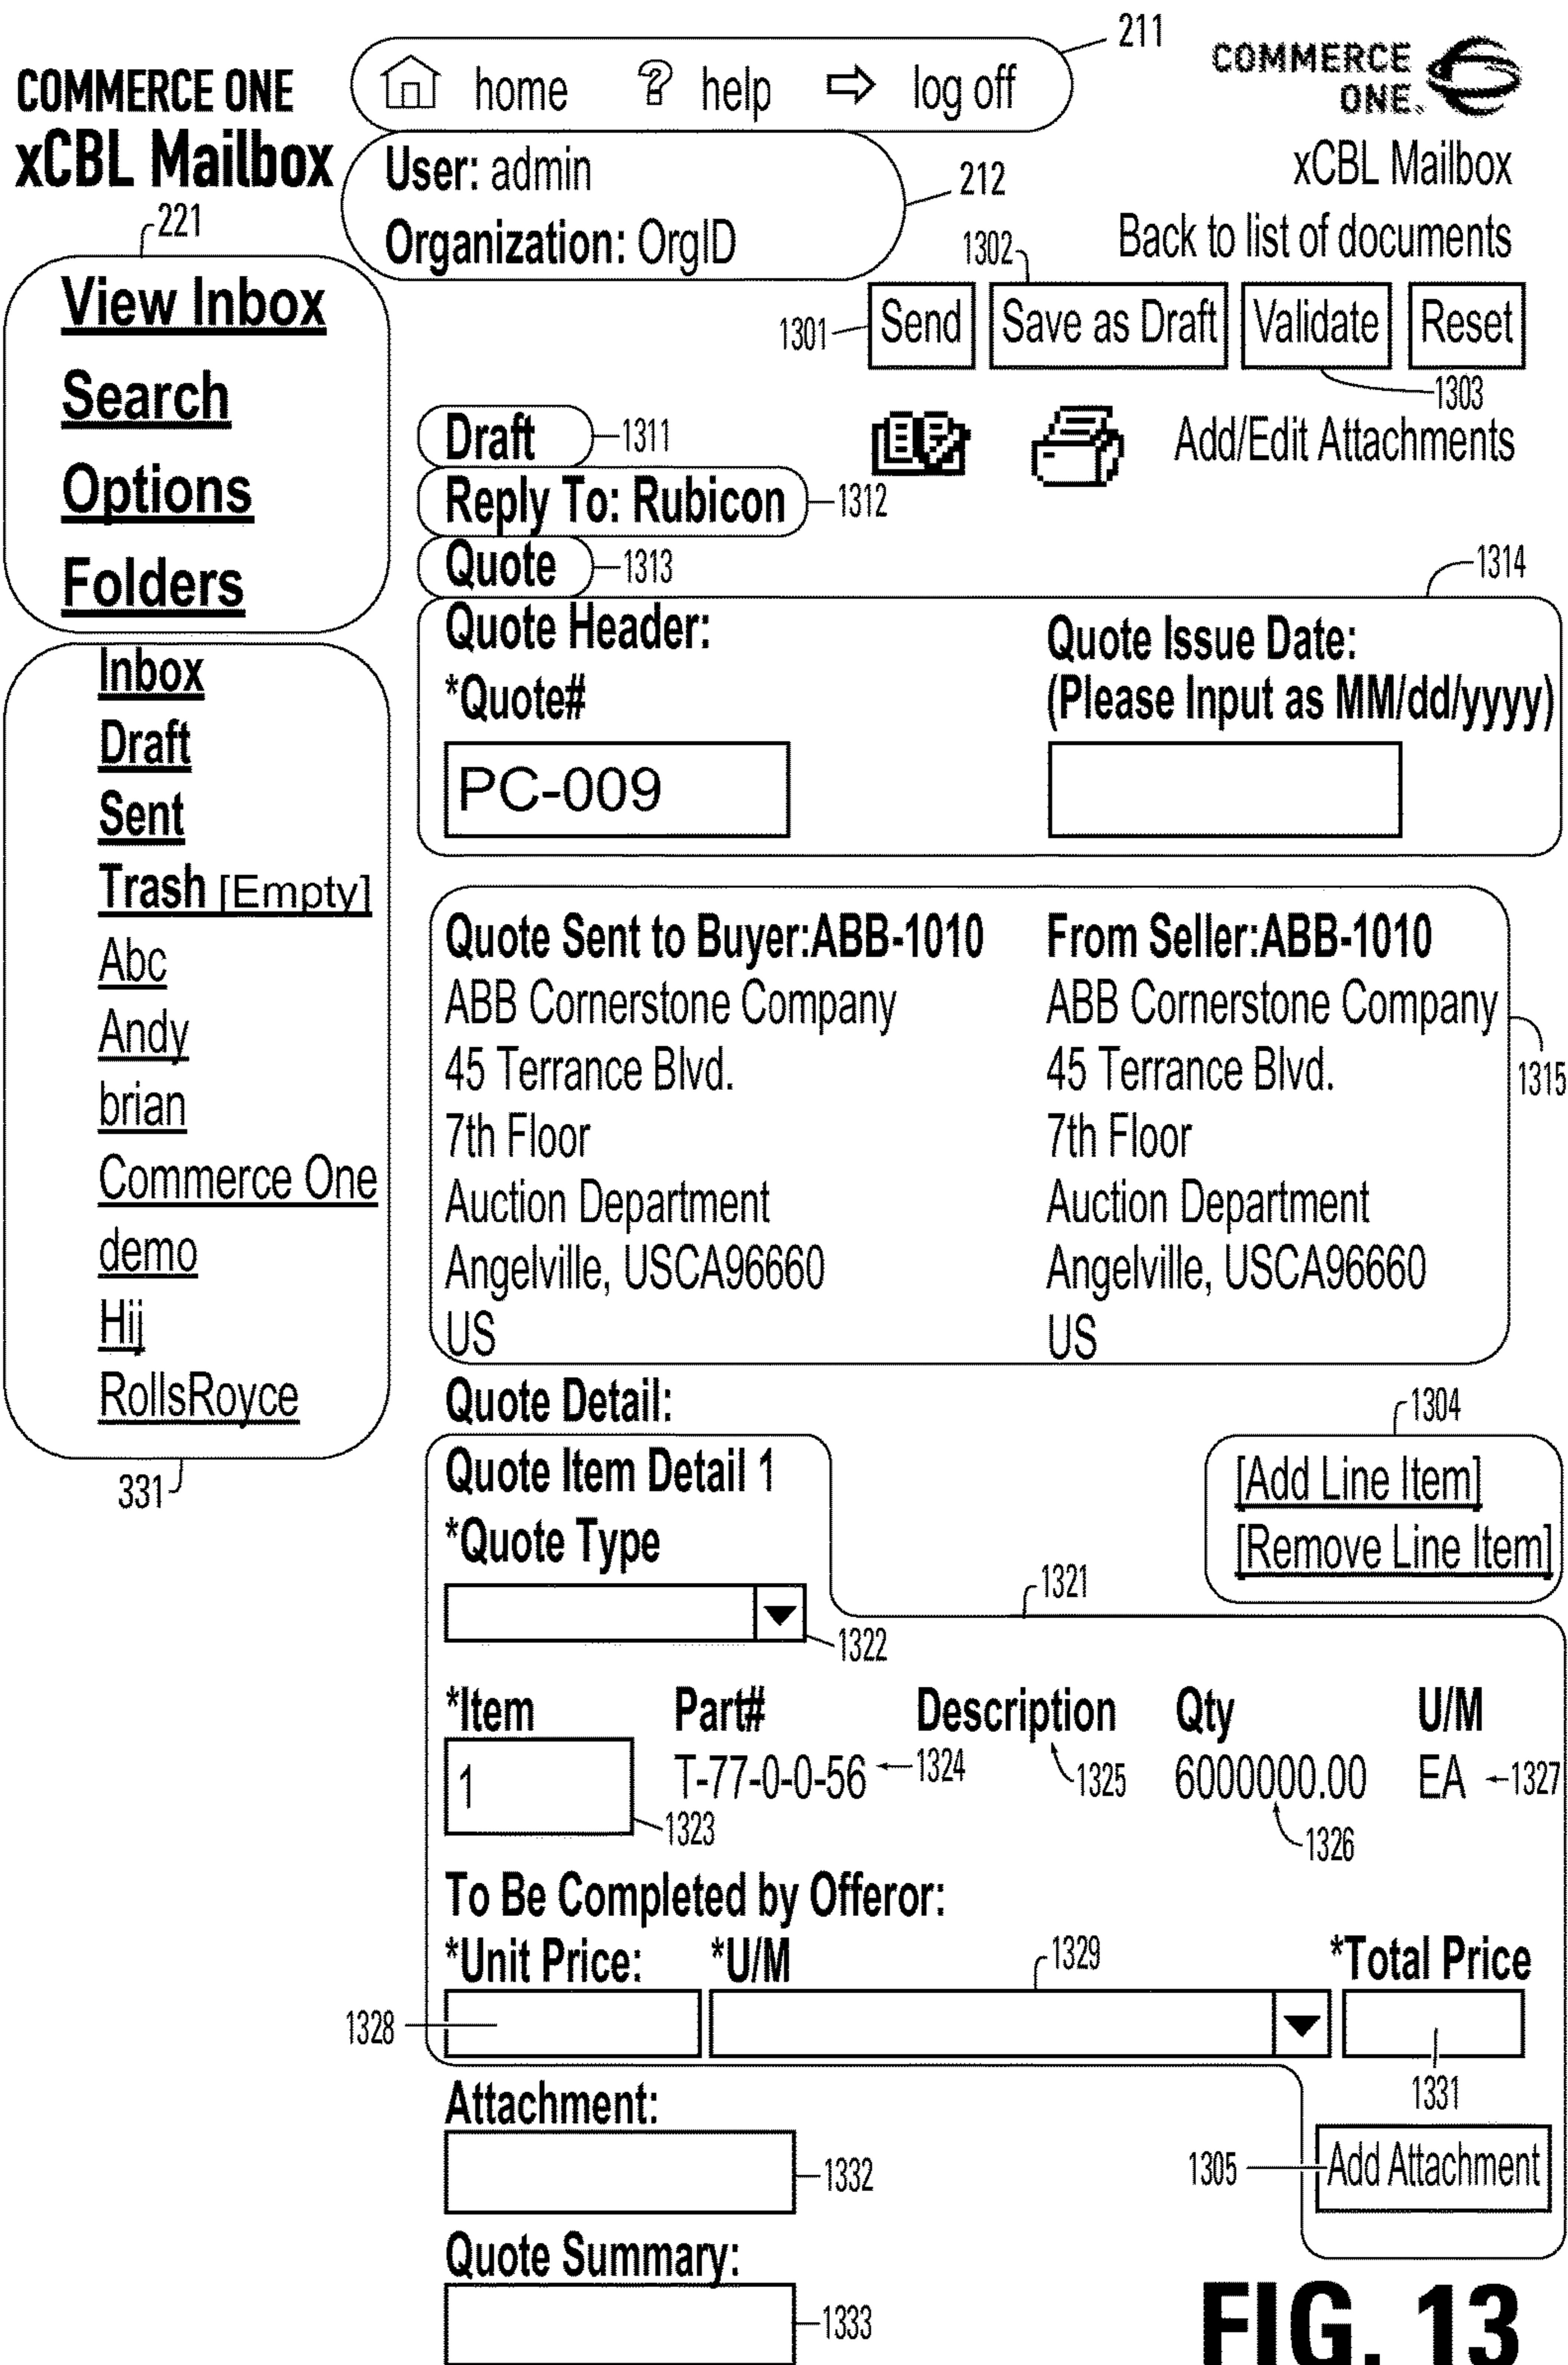 211
COMMERCE ONE
xCBL Mailbox
home ? help log off
COMMERCE
ONE.
xCBL Mailbox
User: admin
Organization: OrgID
212
Back to list of documents
221
1302
1301
Send
Save as Draft
Validate
Reset
1303
View Inbox
Search
Options
Folders
Inbox
Draft
Sent
Trash [Empty]
Abc
Andy
brian
Commerce One
demo
Hij
RollsRoyce
331
Draft
1311
Add/Edit Attachments
Reply To: Rubicon
1312
Quote
1313
1314
Quote Header:
*Quote#
PC-009
Quote Issue Date:
(Please Input as MM/dd/yyyy)
Quote Sent to Buyer:ABB-1010
ABB Cornerstone Company
45 Terrance Blvd.
7th Floor
Auction Department
Angelville, USCA96660
US
From Seller:ABB-1010
ABB Cornerstone Company
45 Terrance Blvd.
7th Floor
Auction Department
Angelville, USCA96660
US
1315
Quote Detail:
1304
Quote Item Detail 1
[Add Line Item]
[Remove Line Item]
*Quote Type
1321
1322
*Item Part# Description Qty U/M
1 T-77-0-0-56 1324 1325 6000000.00 EA 1327
1323
1326
To Be Completed by Offeror:
*Unit Price: *U/M 1329 *Total Price
1328
1331
Attachment:
1332
1305
Add Attachment
Quote Summary:
1333
FIG. 13